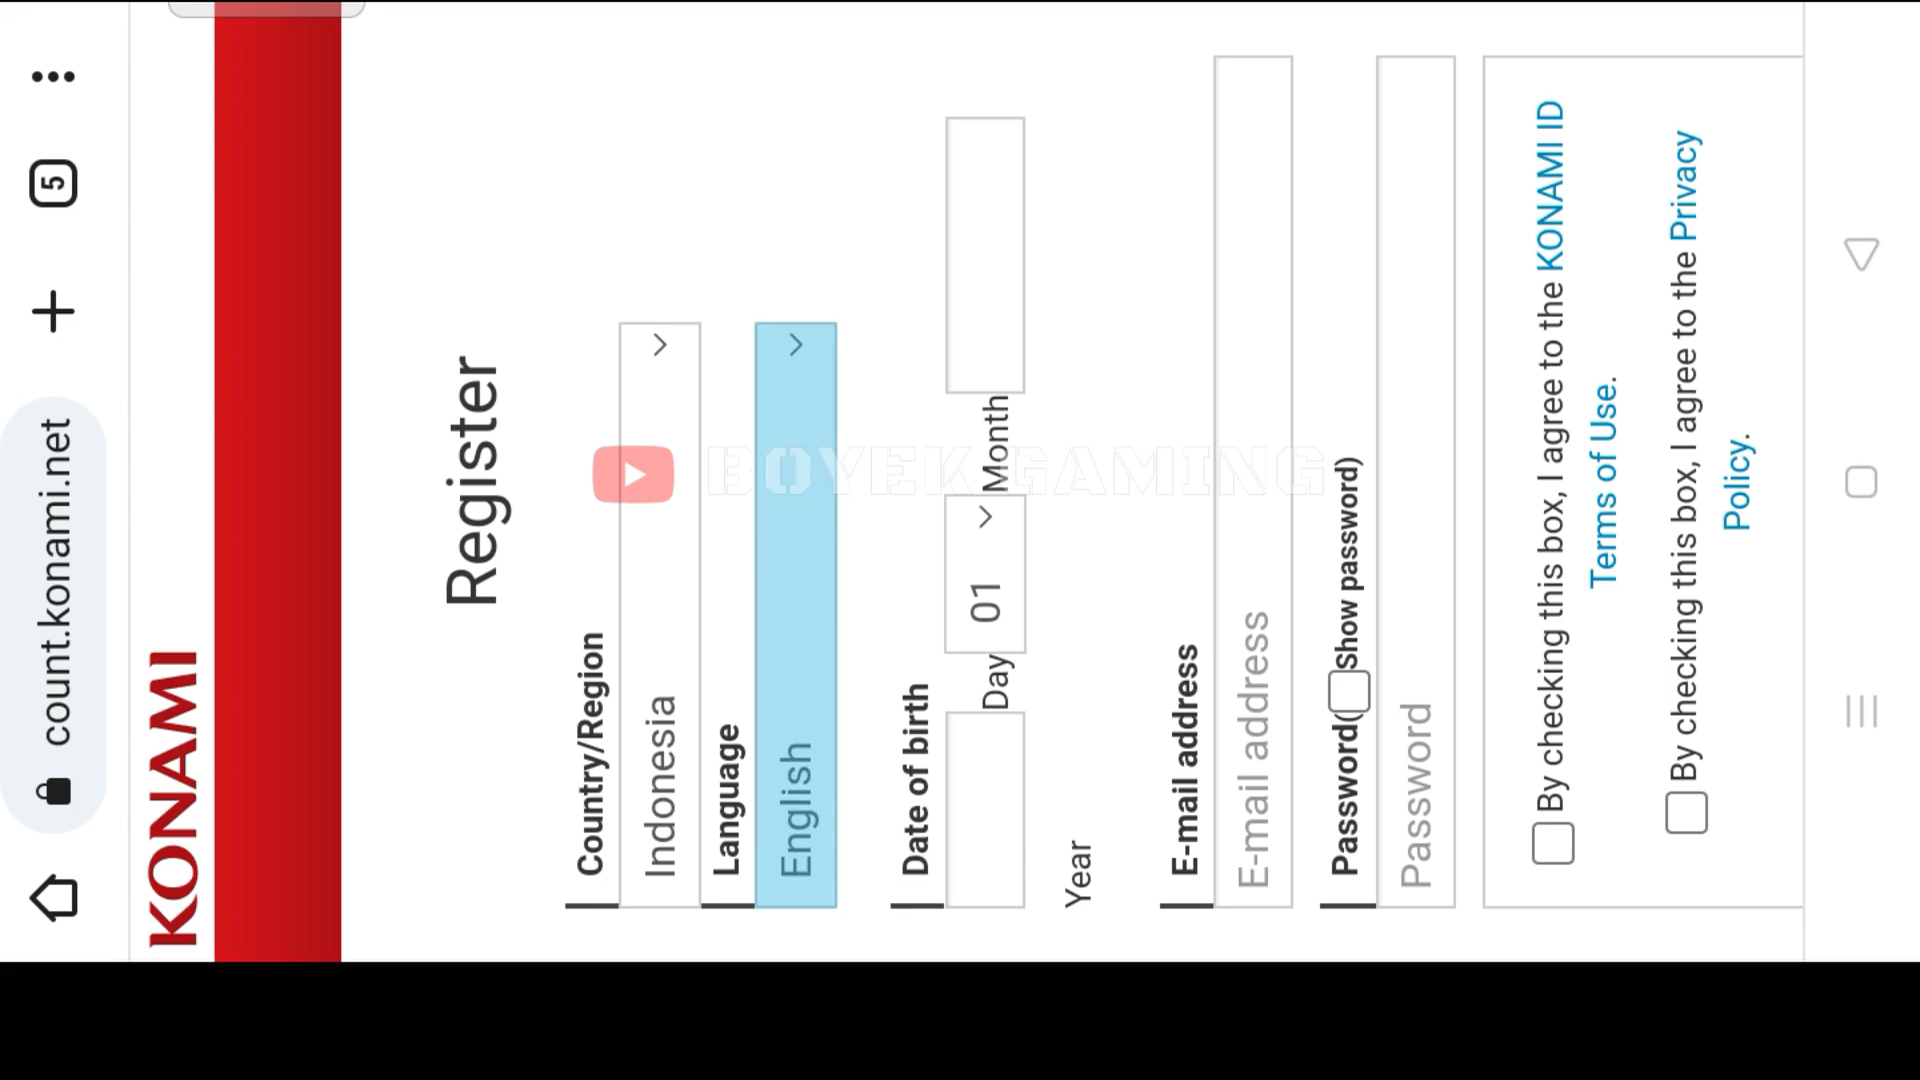 count.konami.net
5
KONAMI
Register
Country/Region
Indonesia
Language
English
Date of birth
Day 01 Month
Year
E-mail address
E-mail address
Password(Show password)
Password
By checking this box, I agree to the KONAMI ID
Terms of Use.
By checking this box, I agree to the Privacy
Policy.
BOYEK GAMING